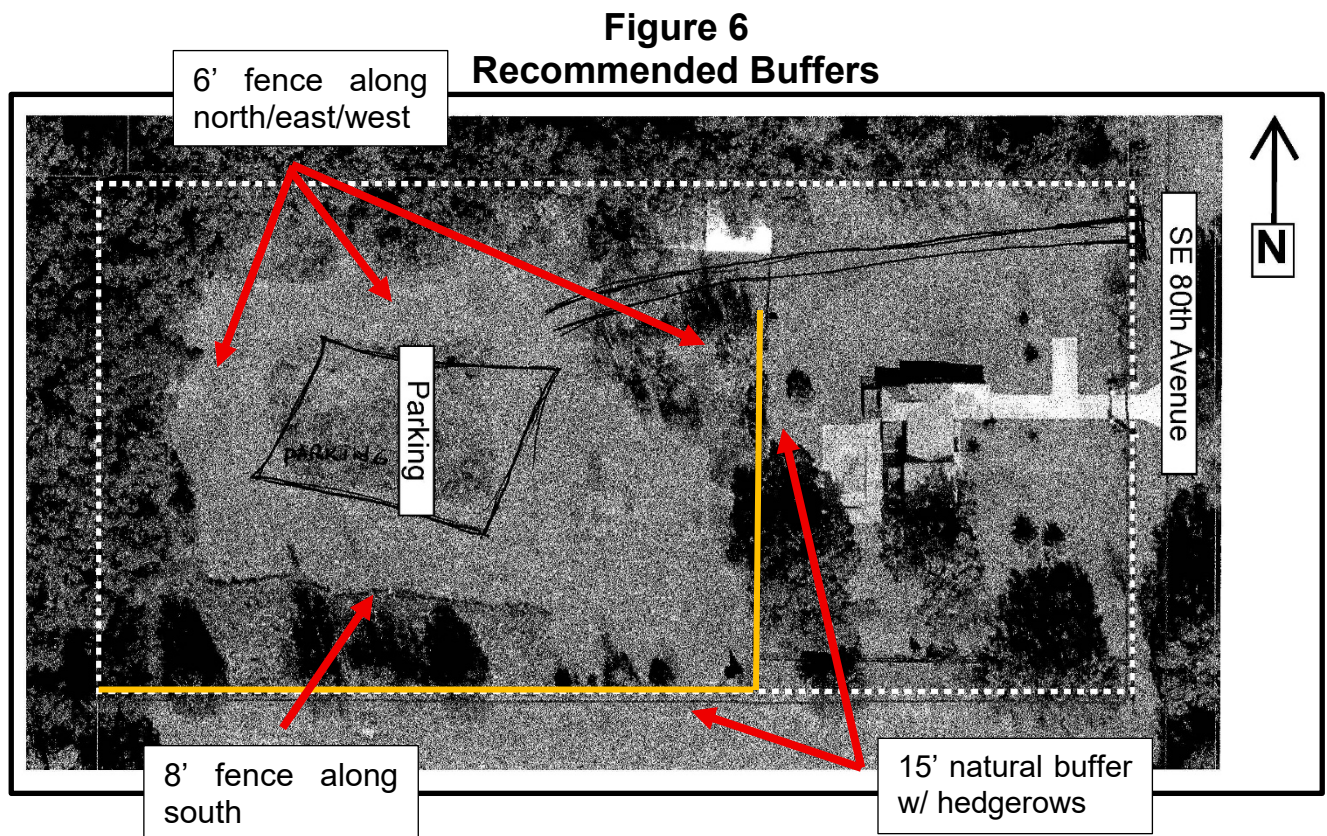 Figure 6
Recommended Buffers
6’ fence along
north/east/west
N
SE 80th Avenue
Parking
PARKING
8’ fence along
south
15’ natural buffer
w/ hedgerows